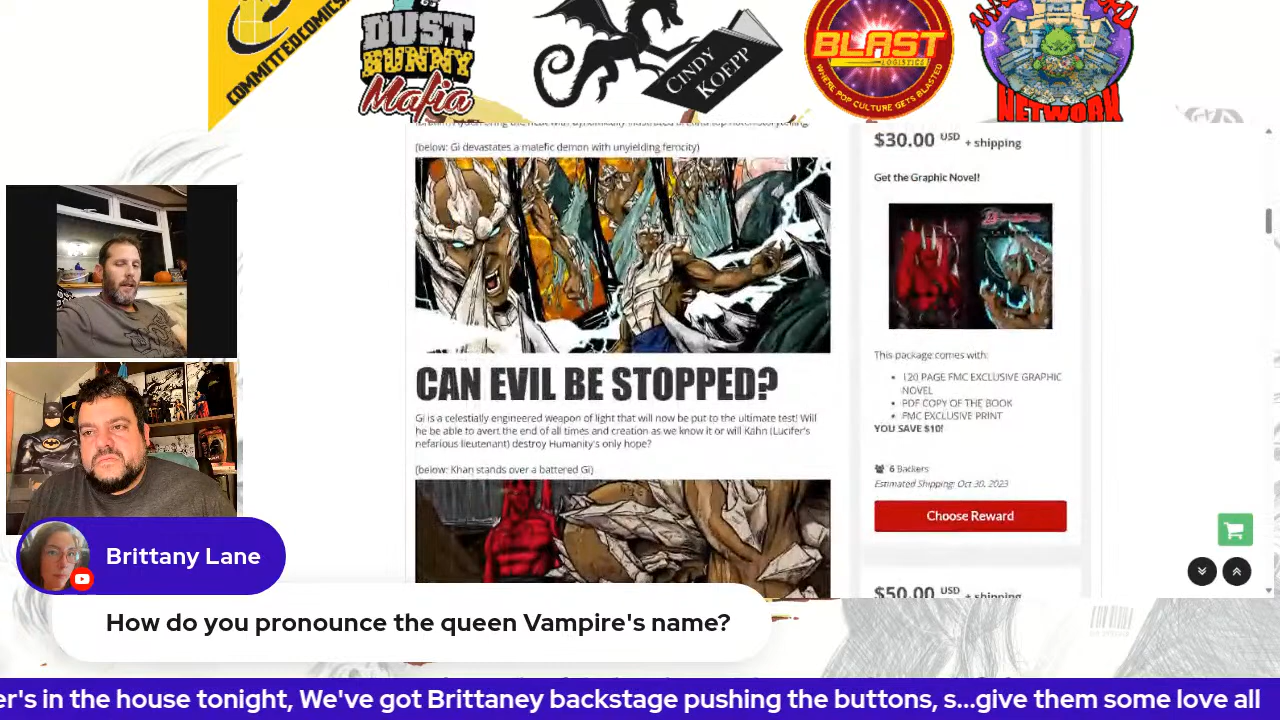 COMMITTEDCOMICS
DUST
BUNNY
Mafia
CINDY
KOEPP
BLAST
LOGISTICS
WHERE POP CULTURE GETS BLASTED
NETWORK
(below: Gi devastates a malefic demon with unyielding ferocity)
CAN EVIL BE STOPPED?
Gi is a celestially engineered weapon of light that will now be put to the ultimate test! Will
he be able to avert the end of all times and creation as we know it or will Kahn (Lucifer's
nefarious lieutenant) destroy Humanity's only hope?
(below: Khan stands over a battered Gi)
$30.00 USD + shipping
Get the Graphic Novel!
This package comes with:
• 120 PAGE FMC EXCLUSIVE GRAPHIC
NOVEL
• PDF COPY OF THE BOOK
• FMC EXCLUSIVE PRINT
YOU SAVE $10!
6 Backers
Estimated Shipping: Oct 30, 2023
Choose Reward
$50.00 USD + shipping
Brittany Lane
How do you pronounce the queen Vampire's name?
er's in the house tonight, We've got Brittaney backstage pushing the buttons, s...give them some love all